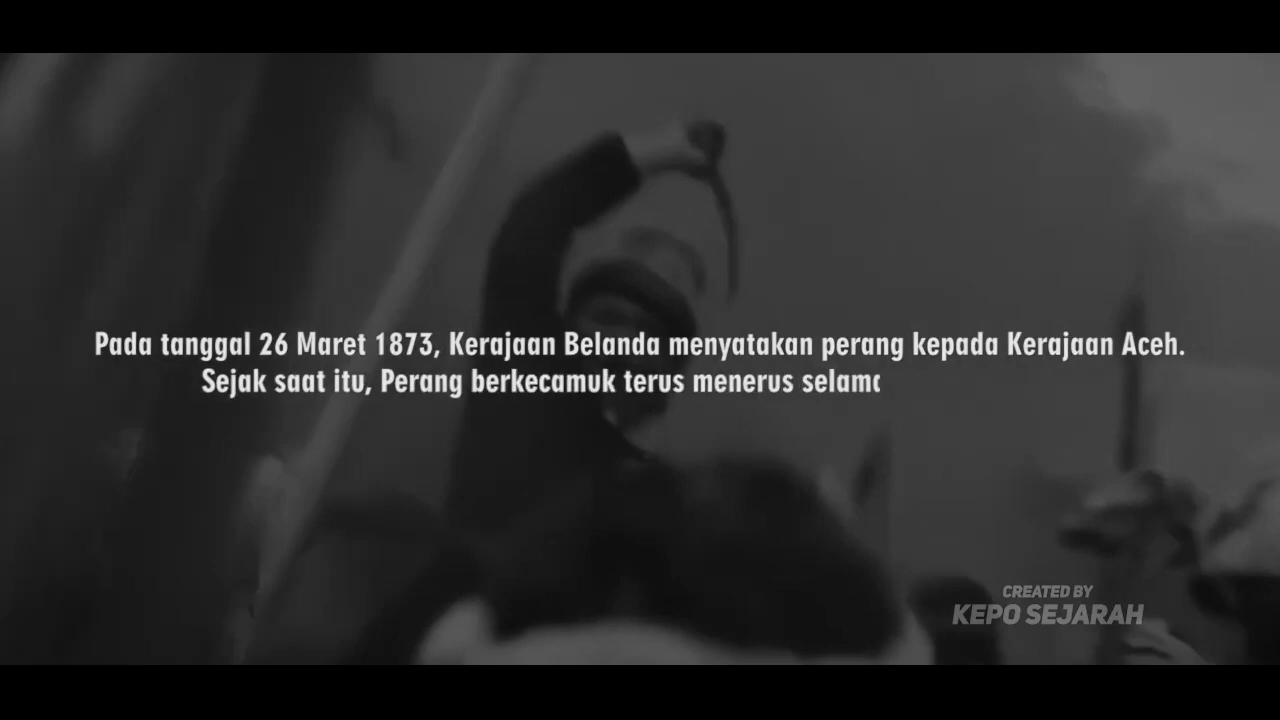 Pada tanggal 26 Maret 1873, Kerajaan Belanda menyatakan perang kepada Kerajaan Aceh.
Sejak saat itu, Perang berkecamuk terus menerus selama
CREATED BY
KEPO SEJARAH